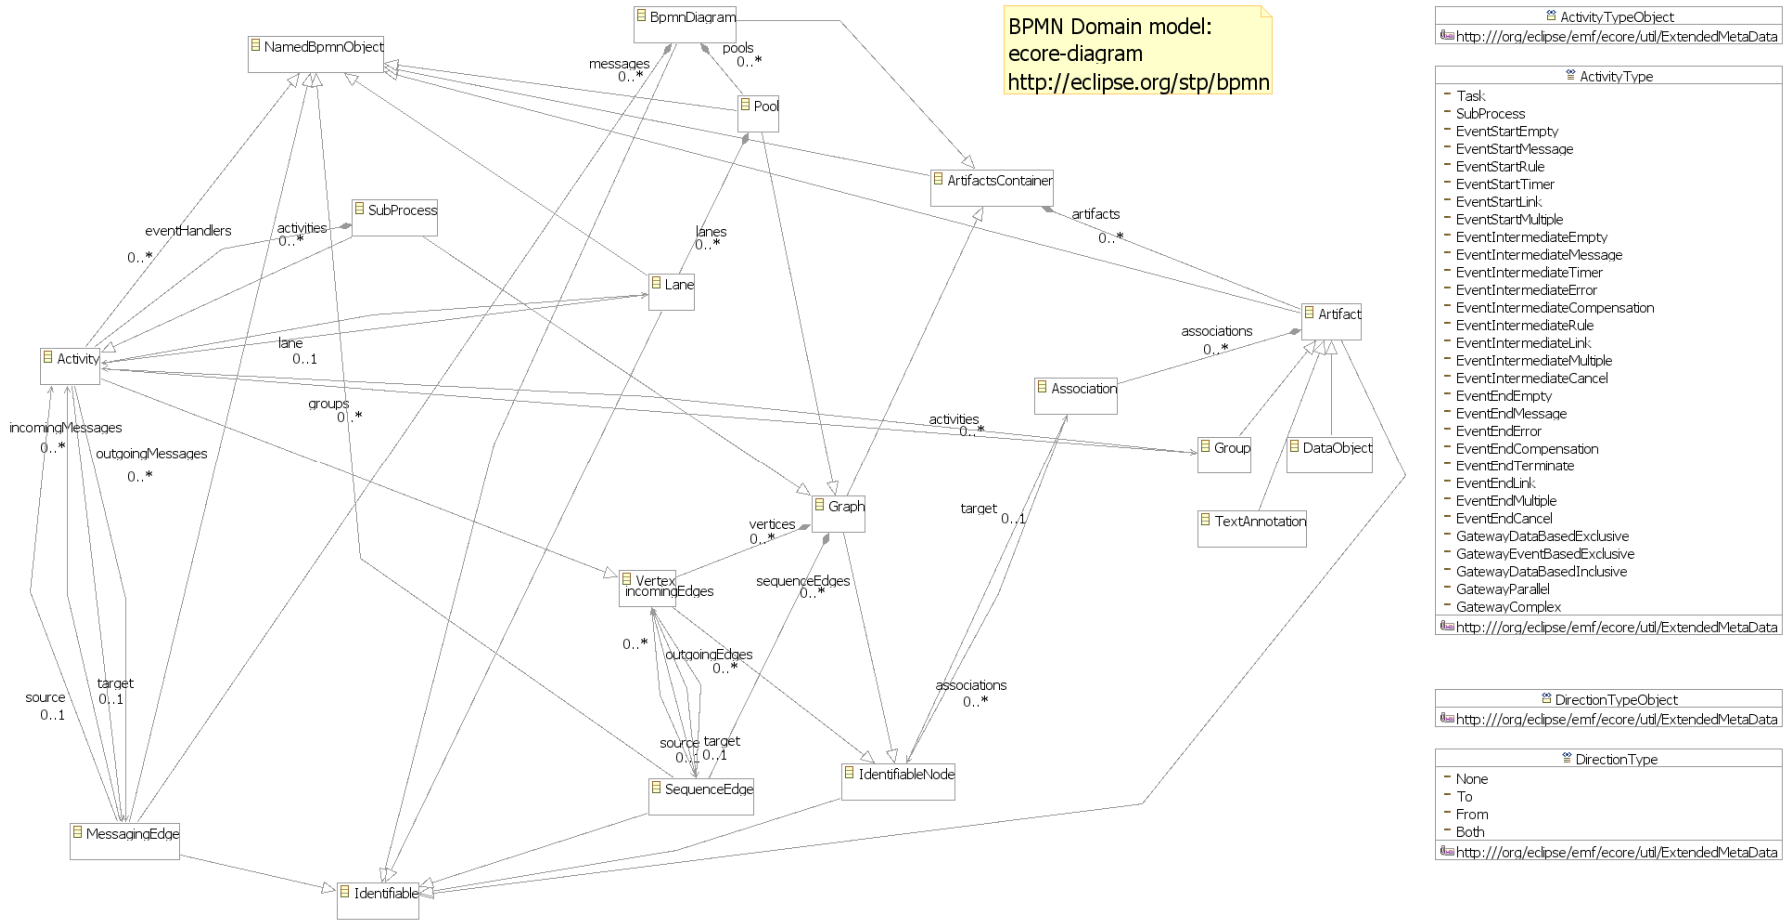 BpmnDiagram
NamedBpmnObject
messages
0..*
pools
0..*
BPMN Domain model:
ecore-diagram
http://eclipse.org/stp/bpmn
Pool
ArtifactsContainer
SubProcess
eventHandlers
0..*
activities
0..*
lanes
0..*
artifacts
0..*
Lane
Artifact
associations
0..*
lane
0..1
Activity
Association
groups
0..*
activities
0..*
incomingMessages
0..*
outgoingMessages
0..*
Group
DataObject
Graph
target
0..1
TextAnnotation
vertices
0..*
Vertex
incomingEdges
0..*
sequenceEdges
0..*
outgoingEdges
0..*
associations
0..*
source
0..1
target
0..1
source
0..1
target
0..1
SequenceEdge
IdentifiableNode
MessagingEdge
Identifiable
ActivityTypeObject
http:///org/eclipse/emf/ecore/util/ExtendedMetaData
ActivityType
Task
SubProcess
EventStartEmpty
EventStartMessage
EventStartRule
EventStartTimer
EventStartLink
EventStartMultiple
EventIntermediateEmpty
EventIntermediateMessage
EventIntermediateTimer
EventIntermediateError
EventIntermediateCompensation
EventIntermediateRule
EventIntermediateLink
EventIntermediateMultiple
EventIntermediateCancel
EventEndEmpty
EventEndMessage
EventEndError
EventEndCompensation
EventEndTerminate
EventEndLink
EventEndMultiple
EventEndCancel
GatewayDataBasedExclusive
GatewayEventBasedExclusive
GatewayDataBasedInclusive
GatewayParallel
GatewayComplex
http:///org/eclipse/emf/ecore/util/ExtendedMetaData
DirectionTypeObject
http:///org/eclipse/emf/ecore/util/ExtendedMetaData
DirectionType
None
To
From
Both
http:///org/eclipse/emf/ecore/util/ExtendedMetaData